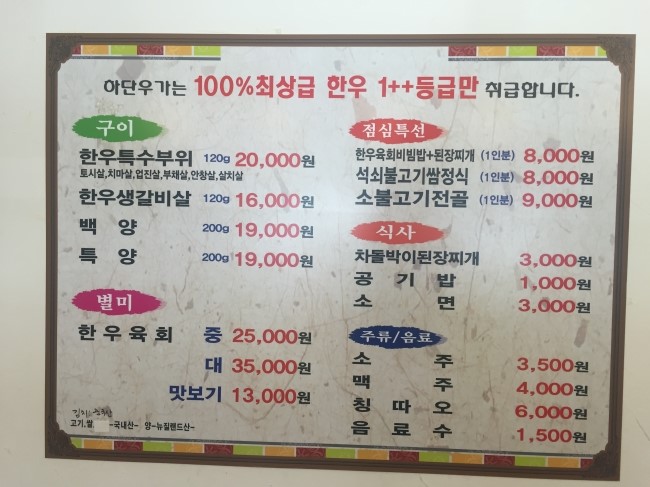 하단우가는 100%최상급 한우 1++등급만 취급합니다.
구이
한우특수부위 120g 20,000원
토시살,치마살,업진살,부채살,안창살,살치살
한우생갈비살 120g 16,000원
백 양 200g 19,000원
특 양 200g 19,000원
별미
한우육회 중 25,000원
대 35,000원
맛보기 13,000원
고기,쌀 -국내산- 양-뉴질랜드산-
점심특선
한우육회비빔밥+된장찌개 (1인분) 8,000원
석쇠불고기쌈정식 (1인분) 8,000원
소불고기전골 (1인분) 9,000원
식사
차돌박이된장찌개 3,000원
공 기 밥 1,000원
소 면 3,000원
주류/음료
소 주 3,500원
맥 주 4,000원
칭 따 오 6,000원
음 료 수 1,500원